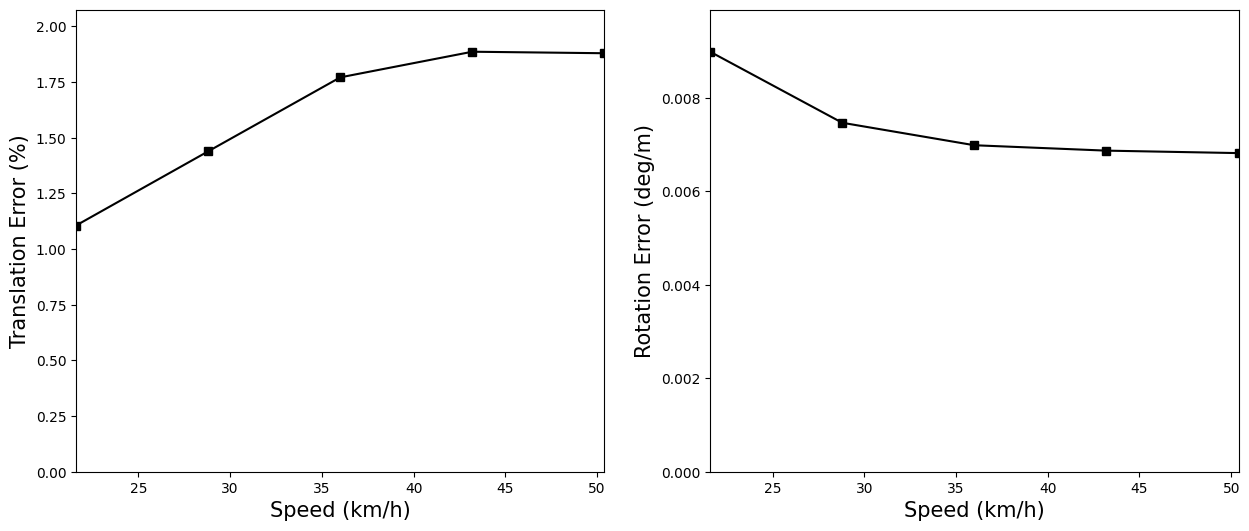 Translation Error (%)
2.00
1.75
1.50
1.25
1.00
0.75
0.50
0.25
0.00
25 30 35 40 45 50
Speed (km/h)
Rotation Error (deg/m)
0.008
0.006
0.004
0.002
0.000
25 30 35 40 45 50
Speed (km/h)